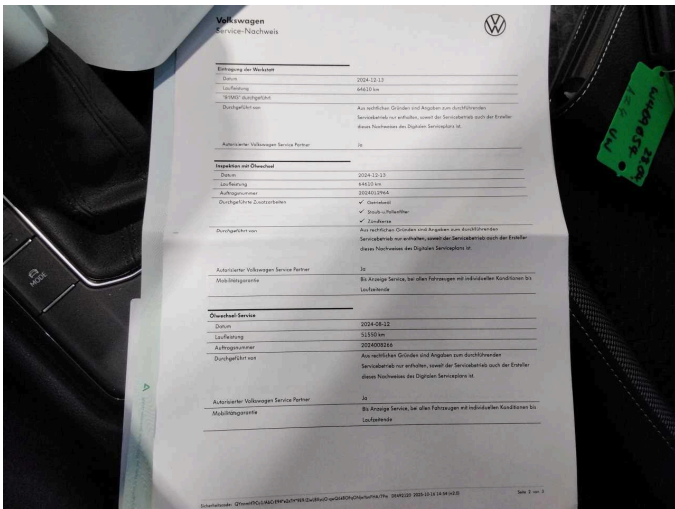 Volkswagen
Service-Nachweis
Eintragung der Werkstatt
Datum 2024-12-13
Laufleistung 64610 km
durchgeführt
Durchgeführt von Aus rechtlichen Gründen sind Angaben zum durchführenden
Servicebetrieb nur enthalten, soweit der Servicebetrieb auch der Ersteller
dieses Nachweises des Digitalen Serviceplans ist.
Autorisierter Volkswagen Service Partner Ja
Inspektion mit Ölwechsel
Datum 2024-12-13
Laufleistung 64610 km
Auftragsnummer
Durchgeführte Zusatzarbeiten ✓ Getriebeöl
✓ Staub-u/Pollenfilter
✓ Zündkerze
Durchgeführt von Aus rechtlichen Gründen sind Angaben zum durchführenden
Servicebetrieb nur enthalten, soweit der Servicebetrieb auch der Ersteller
dieses Nachweises des Digitalen Serviceplans ist.
Autorisierter Volkswagen Service Partner Ja
Mobilitätsgarantie Bis Anzeige Service, bei allen Fahrzeugen mit individuellen Konditionen bis
Laufzeitende
Ölwechsel-Service
Datum 2024-08-12
Laufleistung 51550 km
Auftragsnummer 2024008266
Durchgeführt von Aus rechtlichen Gründen sind Angaben zum durchführenden
Servicebetrieb nur enthalten, soweit der Servicebetrieb auch der Ersteller
dieses Nachweises des Digitalen Serviceplans ist.
Autorisierter Volkswagen Service Partner Ja
Mobilitätsgarantie Bis Anzeige Service, bei allen Fahrzeugen mit individuellen Konditionen bis
Laufzeitende
Seite 2 von 3
MODE
VW